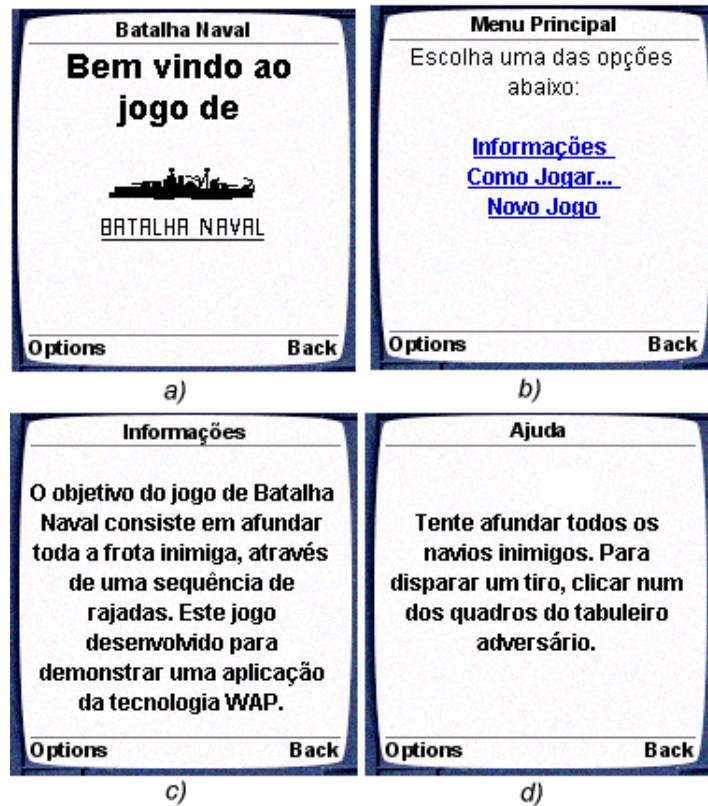 Batalha Naval
Bem vindo ao
jogo de
BATALHA NAVAL
Options Back
a)
Menu Principal
Escolha uma das opções
abaixo:
Informações
Como Jogar...
Novo Jogo
Options Back
b)
Informações
O objetivo do jogo de Batalha
Naval consiste em afundar
toda a frota inimiga, através
de uma sequência de
rajadas. Este jogo
desenvolvido para
demonstrar uma aplicação
da tecnologia WAP.
Options Back
c)
Ajuda
Tente afundar todos os
navios inimigos. Para
disparar um tiro, clicar num
dos quadros do tabuleiro
adversário.
Options Back
d)